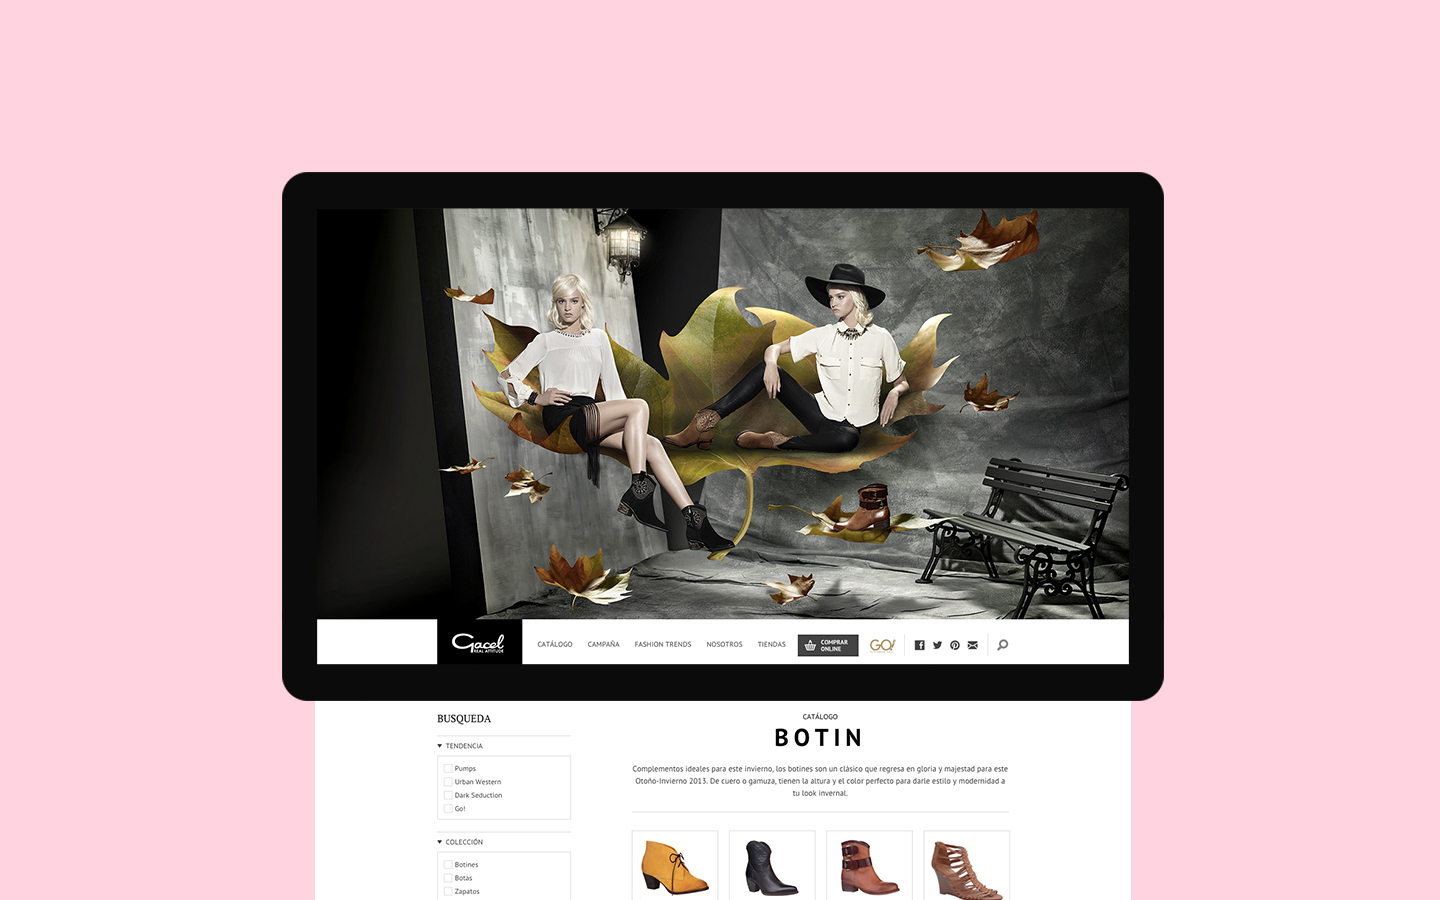 Gacel
REAL ATTITUDE
CATÁLOGO
CAMPAÑA
FASHION TRENDS
NOSOTROS
TIENDAS
COMPRAR
ONLINE
GO!
BUSQUEDA
TENDENCIA
Pumps
Urban Western
Dark Seduction
Go!
COLECCIÓN
Botines
Botas
Zapatos
CATÁLOGO
BOTIN
Complementos ideales para este invierno, los botines son un clásico que regresa en gloria y majestad para este
Otoño-Invierno 2013. De cuero o gamuza, tienen la altura y el color perfecto para darle estilo y modernidad a
tu look invernal.